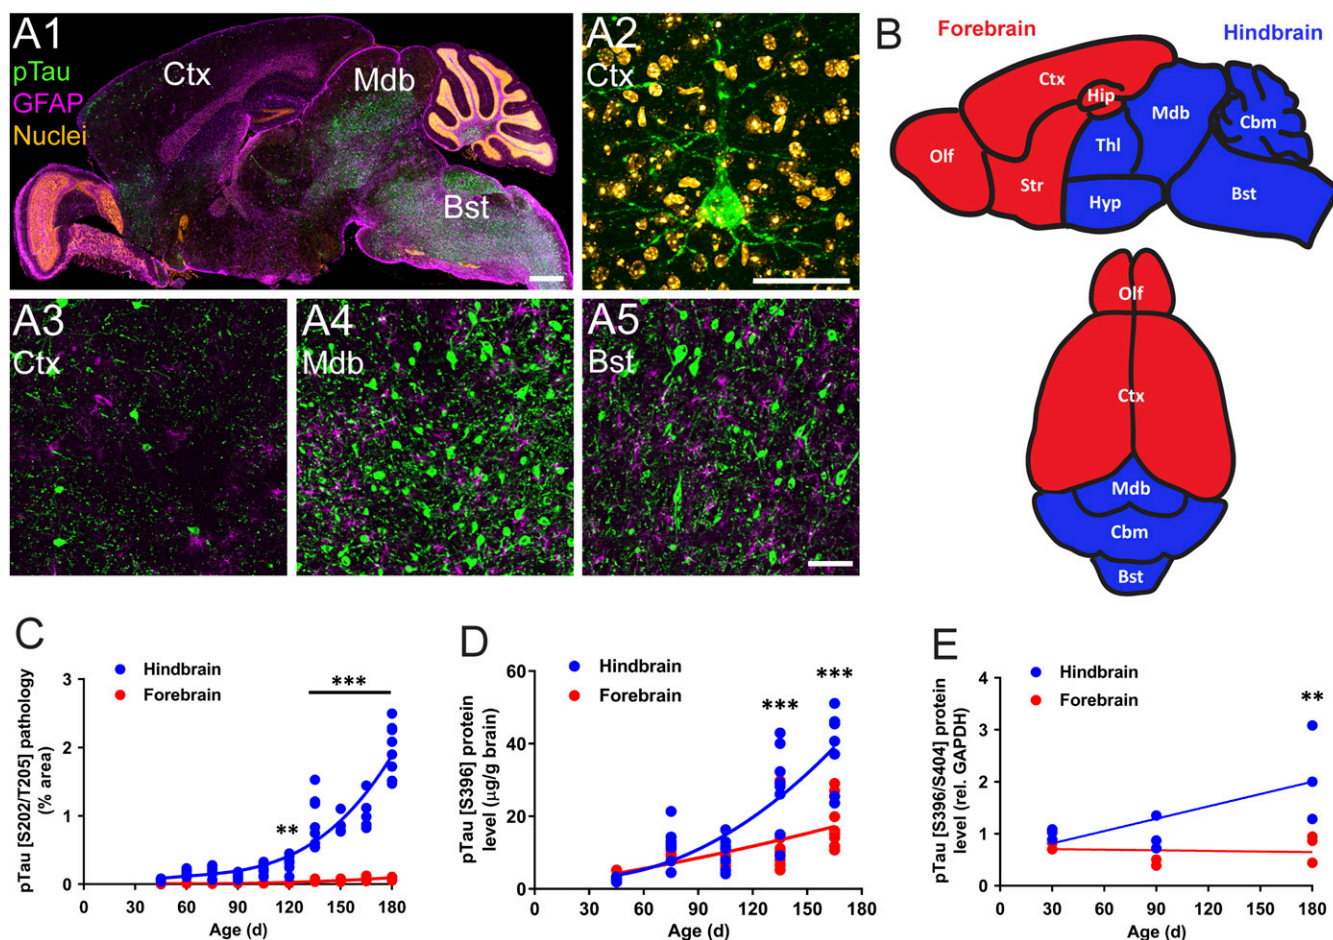 A1
pTau
GFAP
Nuclei
Ctx
Mdb
Bst
A2
Ctx
A3
Ctx
A4
Mdb
A5
Bst
B
Forebrain
Hindbrain
Ctx
Hip
Mdb
Cbm
Olf
Thl
Str
Hyp
Bst
Olf
Ctx
Mdb
Cbm
Bst
C
Hindbrain
Forebrain
***
**
pTau [S202/T205] pathology
(% area)
3
2
1
0
0 30 60 90 120 150 180
Age (d)
D
Hindbrain
Forebrain
***
***
pTau [S396] protein
level (µg/g brain)
60
40
20
0
0 30 60 90 120 150 180
Age (d)
E
Hindbrain
Forebrain
**
pTau [S396/S404] protein
level (rel. GAPDH)
4
3
2
1
0
0 30 60 90 120 150 180
Age (d)